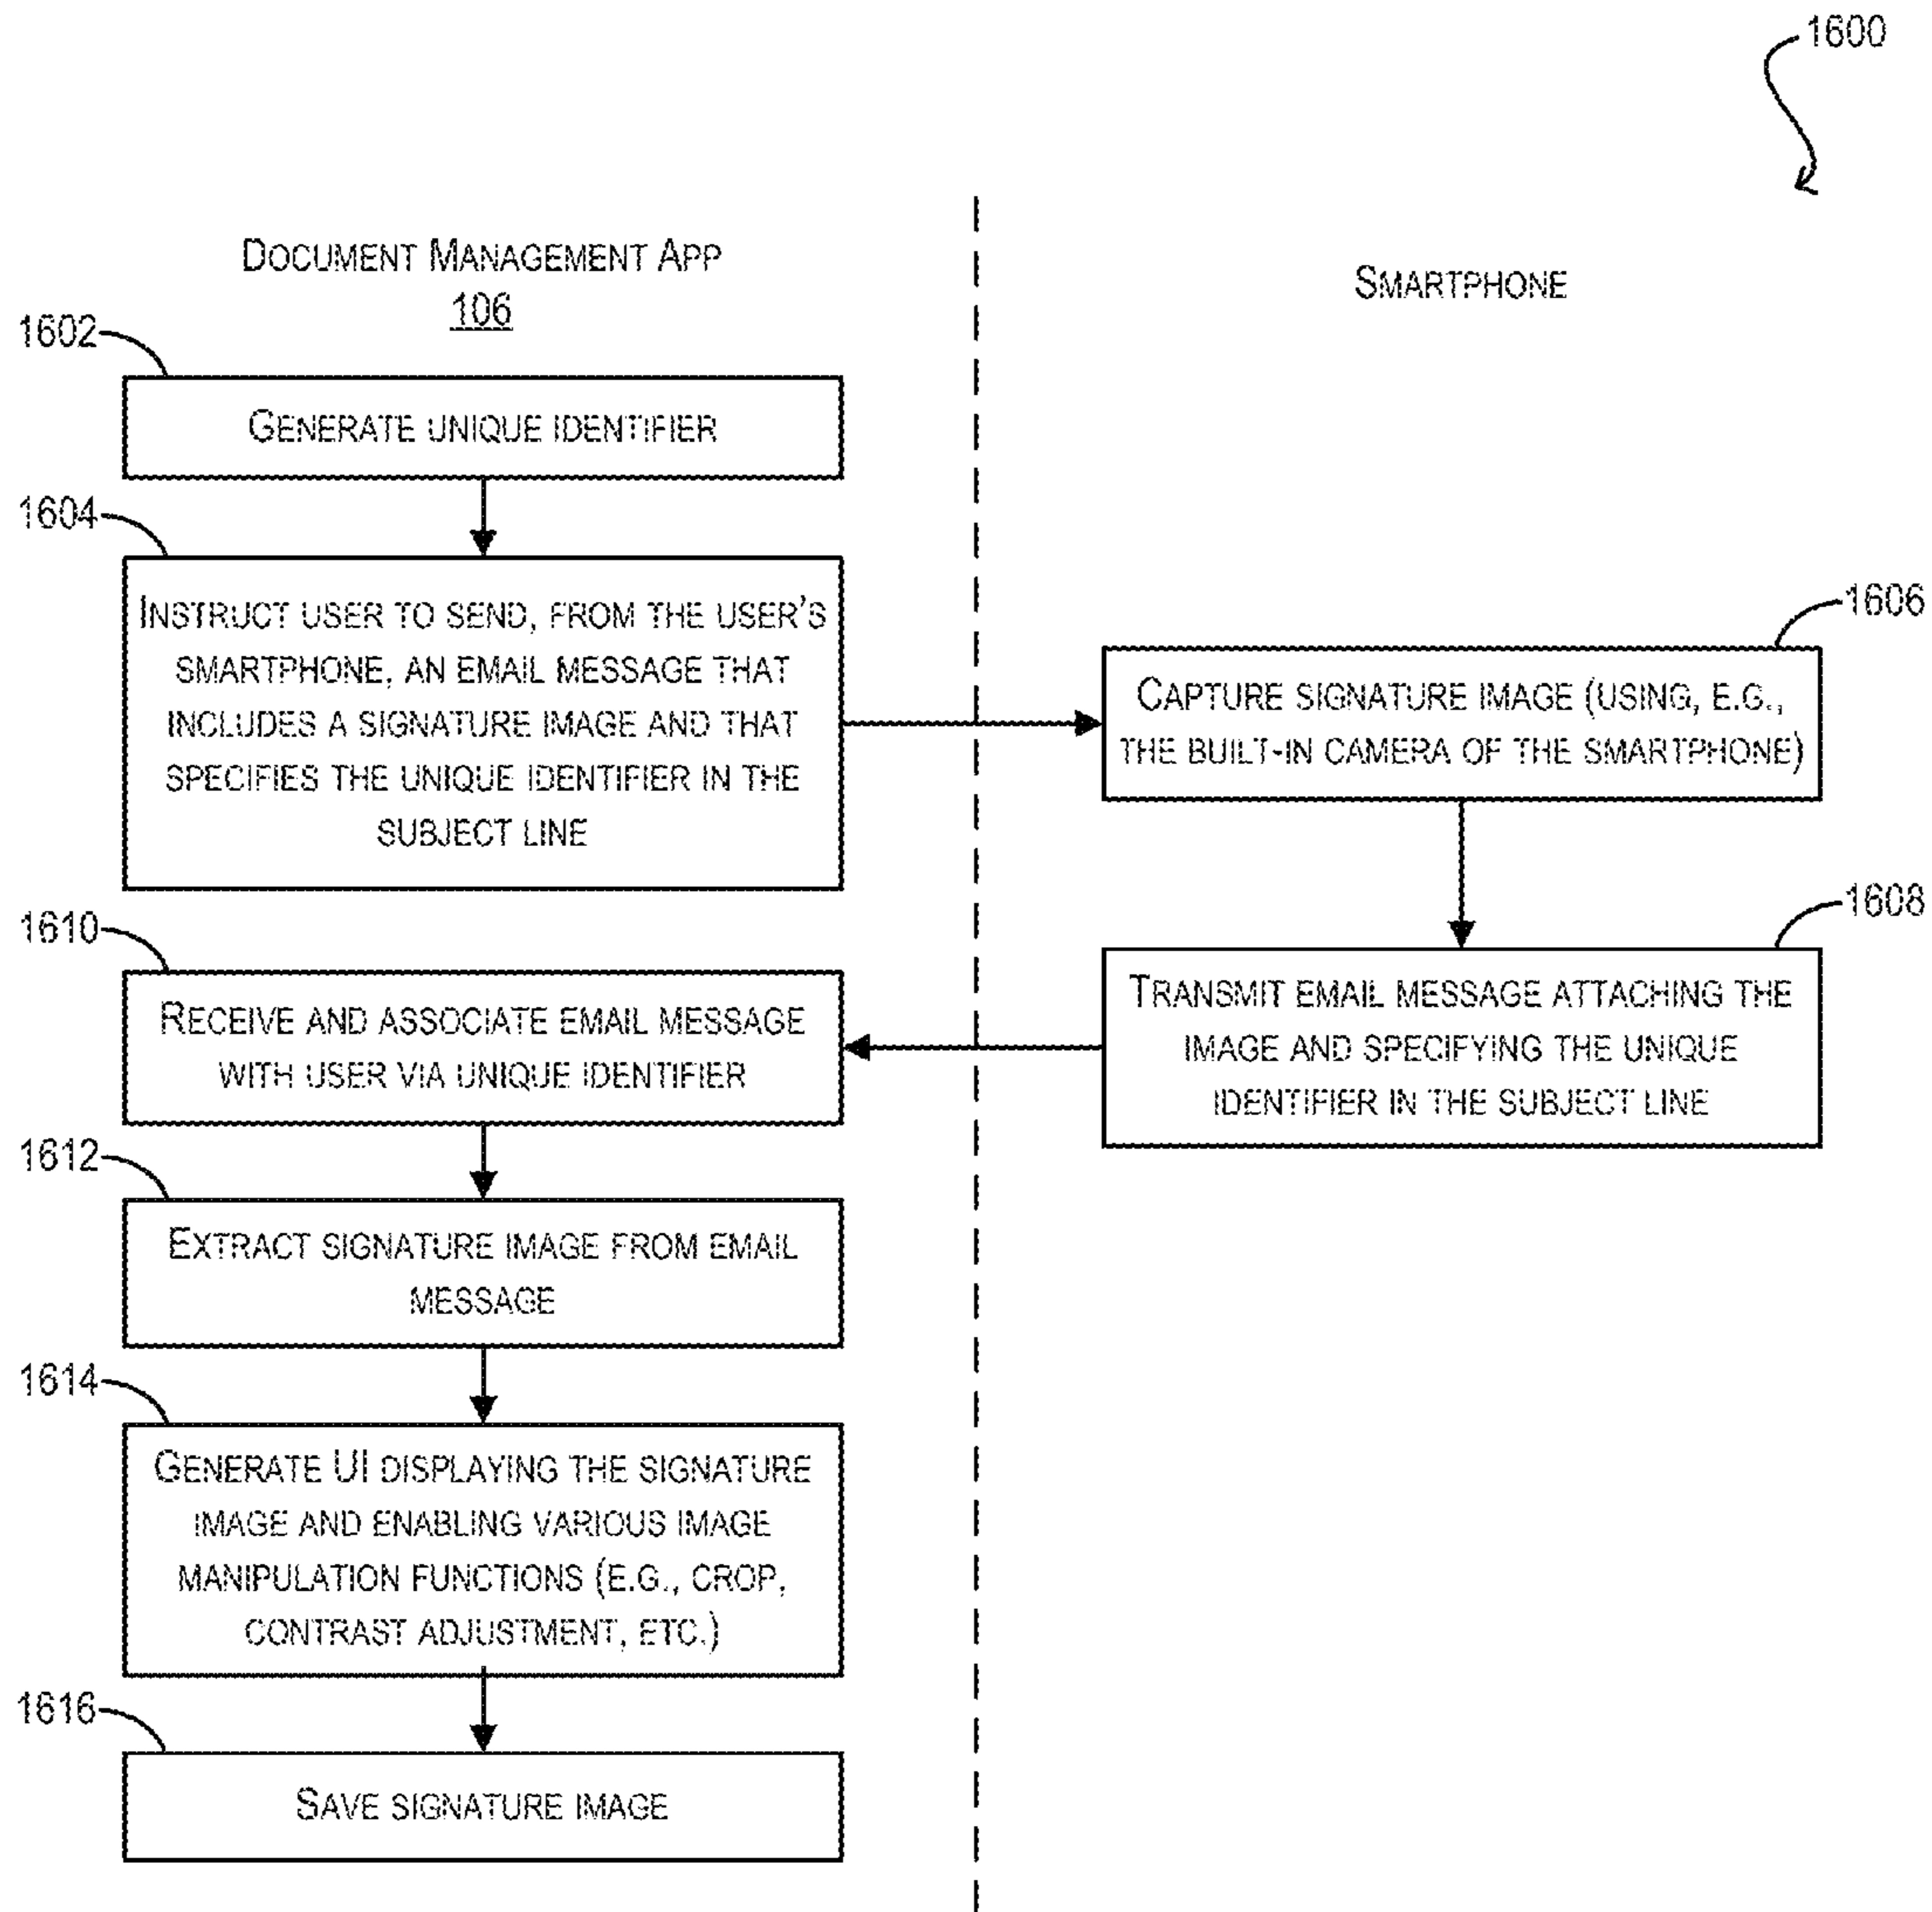 1600
DOCUMENT MANAGEMENT APP
106
SMARTPHONE
1602
GENERATE UNIQUE IDENTIFIER
1604
INSTRUCT USER TO SEND, FROM THE USER'S
SMARTPHONE, AN EMAIL MESSAGE THAT
INCLUDES A SIGNATURE IMAGE AND THAT
SPECIFIES THE UNIQUE IDENTIFIER IN THE
SUBJECT LINE
1606
CAPTURE SIGNATURE IMAGE (USING, E.G.,
THE BUILT-IN CAMERA OF THE SMARTPHONE)
1608
TRANSMIT EMAIL MESSAGE ATTACHING THE
IMAGE AND SPECIFYING THE UNIQUE
IDENTIFIER IN THE SUBJECT LINE
1610
RECEIVE AND ASSOCIATE EMAIL MESSAGE
WITH USER VIA UNIQUE IDENTIFIER
1612
EXTRACT SIGNATURE IMAGE FROM EMAIL
MESSAGE
1614
GENERATE UI DISPLAYING THE SIGNATURE
IMAGE AND ENABLING VARIOUS IMAGE
MANIPULATION FUNCTIONS (E.G., CROP,
CONTRAST ADJUSTMENT, ETC.)
1616
SAVE SIGNATURE IMAGE